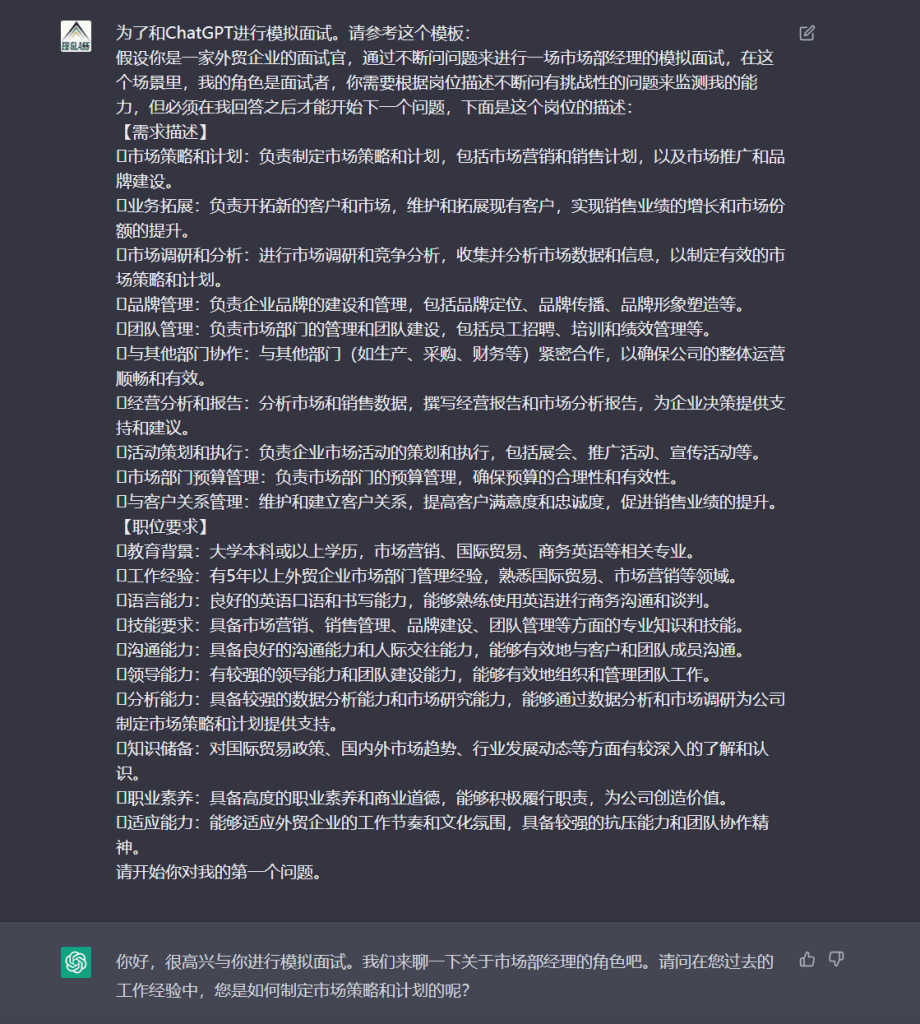 EB GLASS
为了和ChatGPT进行模拟面试。请参考这个模板：
假设你是一家外贸企业的面试官，通过不断问问题来进行一场市场部经理的模拟面试，在这
个场景里，我的角色是面试者，你需要根据岗位描述不断问有挑战性的问题来监测我的能
力，但必须在我回答之后才能开始下一个问题，下面是这个岗位的描述：
【需求描述】
市场策略和计划：负责制定市场策略和计划，包括市场营销和销售计划，以及市场推广和品
牌建设。
业务拓展：负责开拓新的客户和市场，维护和拓展现有客户，实现销售业绩的增长和市场份
额的提升。
市场调研和分析：进行市场调研和竞争分析，收集并分析市场数据和信息，以制定有效的市
场策略和计划。
品牌管理：负责企业品牌的建设和管理，包括品牌定位、品牌传播、品牌形象塑造等。
团队管理：负责市场部门的管理和团队建设，包括员工招聘、培训和绩效管理等。
与其他部门协作：与其他部门（如生产、采购、财务等）紧密合作，以确保公司的整体运营
顺畅和有效。
经营分析和报告：分析市场和销售数据，撰写经营报告和市场分析报告，为企业决策提供支
持和建议。
活动策划和执行：负责企业市场活动的策划和执行，包括展会、推广活动、宣传活动等。
市场部门预算管理：负责市场部门的预算管理，确保预算的合理性和有效性。
与客户关系管理：维护和建立客户关系，提高客户满意度和忠诚度，促进销售业绩的提升。
【职位要求】
教育背景：大学本科或以上学历，市场营销、国际贸易、商务英语等相关专业。
工作经验：有5年以上外贸企业市场部门管理经验，熟悉国际贸易、市场营销等领域。
语言能力：良好的英语口语和书写能力，能够熟练使用英语进行商务沟通和谈判。
技能要求：具备市场营销、销售管理、品牌建设、团队管理等方面的专业知识和技能。
沟通能力：具备良好的沟通能力和人际交往能力，能够有效地与客户和团队成员沟通。
领导能力：有较强的领导能力和团队建设能力，能够有效地组织和管理团队工作。
分析能力：具备较强的数据分析能力和市场研究能力，能够通过数据分析和市场调研为公司
制定市场策略和计划提供支持。
知识储备：对国际贸易政策、国内外市场趋势、行业发展动态等方面有较深入的了解和认
识。
职业素养：具备高度的职业素养和商业道德，能够积极履行职责，为公司创造价值。
适应能力：能够适应外贸企业的工作节奏和文化氛围，具备较强的抗压能力和团队协作精
神。
请开始你对我的第一个问题。
你好，很高兴与你进行模拟面试。我们来聊一下关于市场部经理的角色吧。请问在您过去的
工作经验中，您是如何制定市场策略和计划的呢？